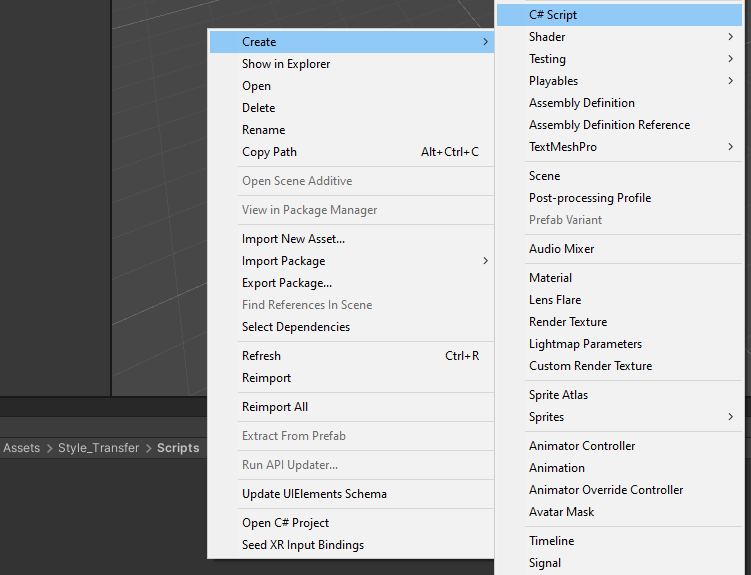 Create
Show in Explorer
Open
Delete
Rename
Copy Path Alt+Ctrl+C
Open Scene Additive
View in Package Manager
Import New Asset...
Import Package
Export Package...
Find References In Scene
Select Dependencies
Refresh Ctrl+R
Reimport
Reimport All
Extract From Prefab
Run API Updater...
Update UIElements Schema
Open C# Project
Seed XR Input Bindings
C# Script
Shader
Testing
Playables
Assembly Definition
Assembly Definition Reference
TextMeshPro
Scene
Post-processing Profile
Prefab Variant
Audio Mixer
Material
Lens Flare
Render Texture
Lightmap Parameters
Custom Render Texture
Sprite Atlas
Sprites
Animator Controller
Animation
Animator Override Controller
Avatar Mask
Timeline
Signal
Assets > Style_Transfer > Scripts